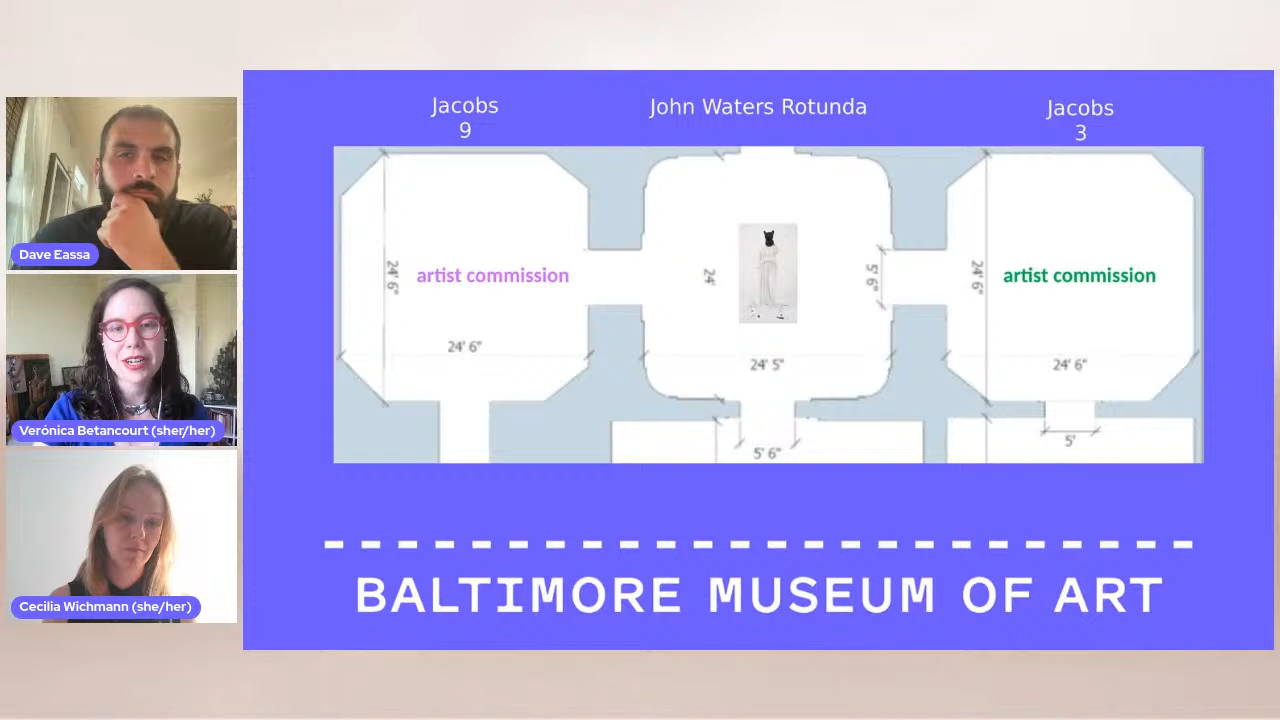 Dave Eassa
Verónica Betancourt (sher/her)
Cecilia Wichmann (she/her)
Jacobs
9
John Waters Rotunda
Jacobs
3
24' 6"
artist commission
24' 6"
24'
5' 6"
24' 5"
5' 6"
24' 6"
artist commission
24' 6"
5'
BALTIMORE MUSEUM OF ART